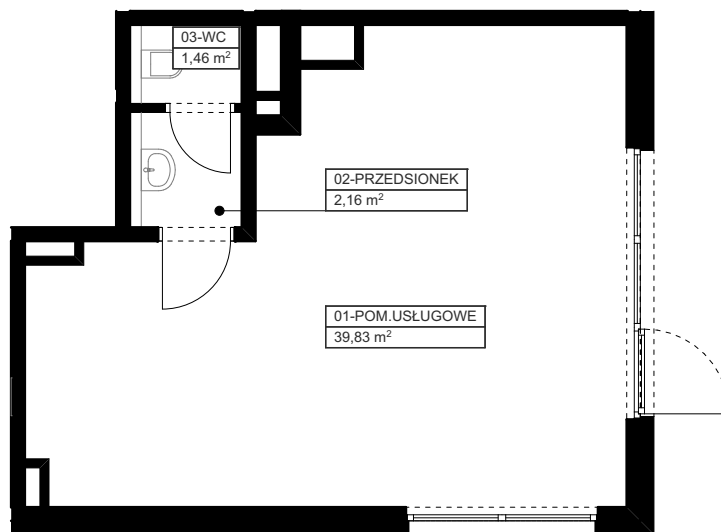 03-WC
1,46 m²
02-PRZEDSIONEK
2,16 m²
01-POM.USŁUGOWE
39,83 m²